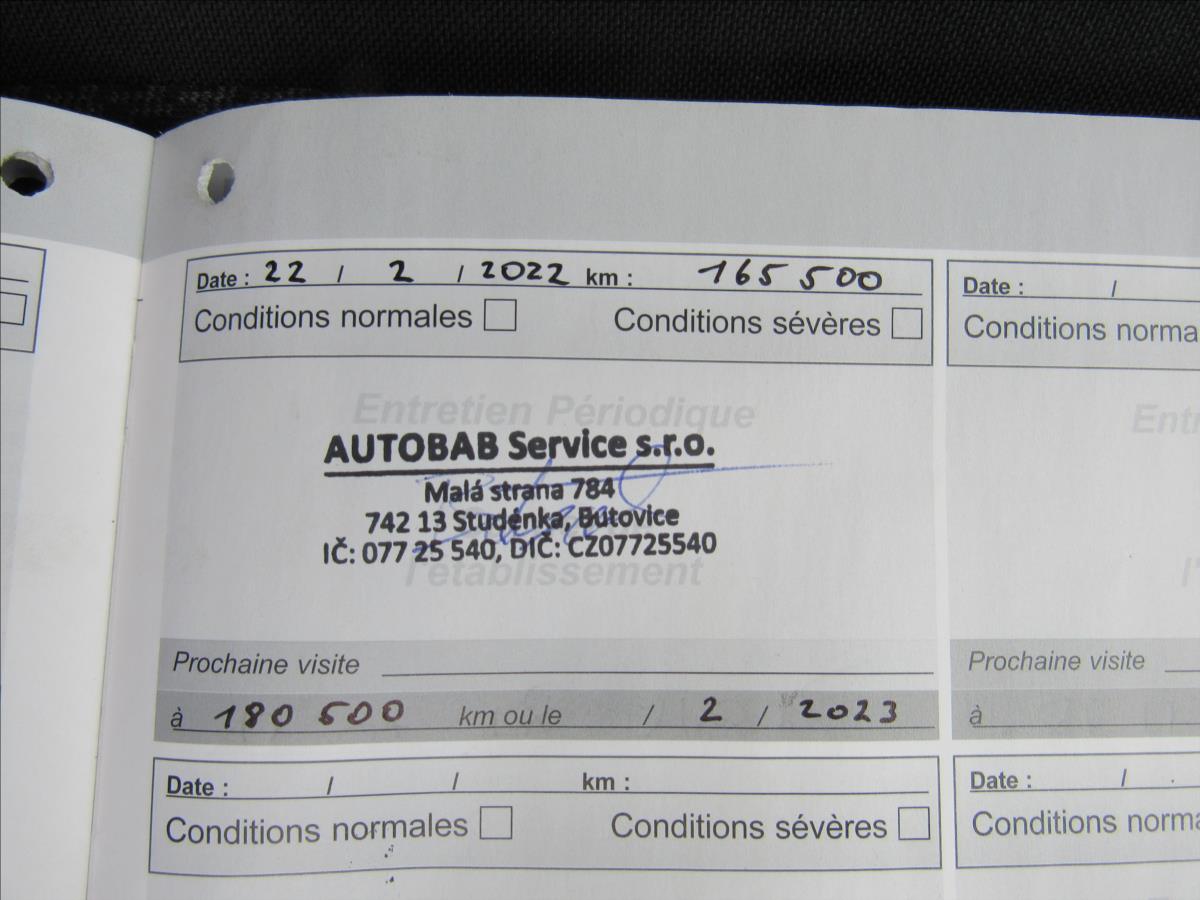 Date : 22 / 2 / 2022 km : 165 500
Conditions normales Conditions sévères
Entretien Périodique
AUTOBAB Service s.r.o.
Malá strana 784
742 13 Studénka, Butovice
IČ: 077 25 540, DIČ: CZ07725540
l'établissement
Prochaine visite
à 180 500 km ou le / 2 / 2023
Date : / / km :
Conditions normales Conditions sévères
Date : /
Conditions norma
Entr
l'
Prochaine visite
à
Date : /
Conditions norma